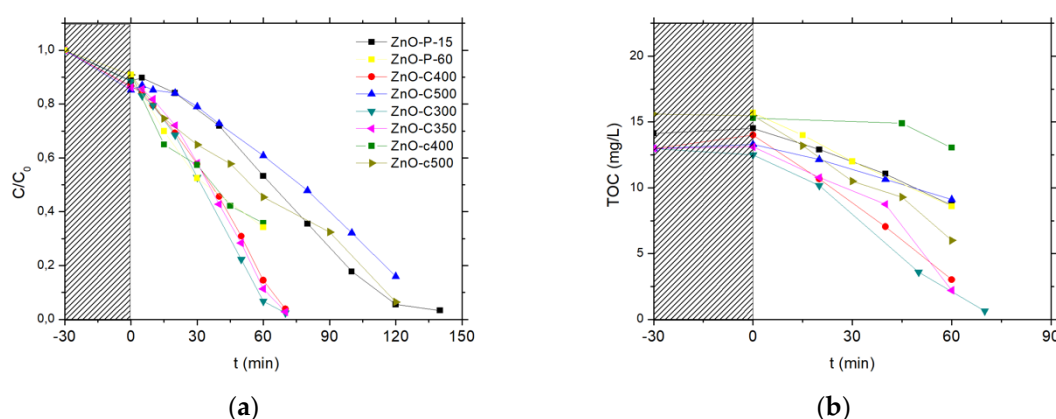 1,0
0,8
0,6
0,4
0,2
0,0
C/C0
-30 0 30 60 90 120 150
t (min)
ZnO-P-15
ZnO-P-60
ZnO-C400
ZnO-C500
ZnO-C300
ZnO-C350
ZnO-c400
ZnO-c500
(a)
20
15
10
5
0
TOC (mg/L)
-30 0 30 60 90
t (min)
(b)